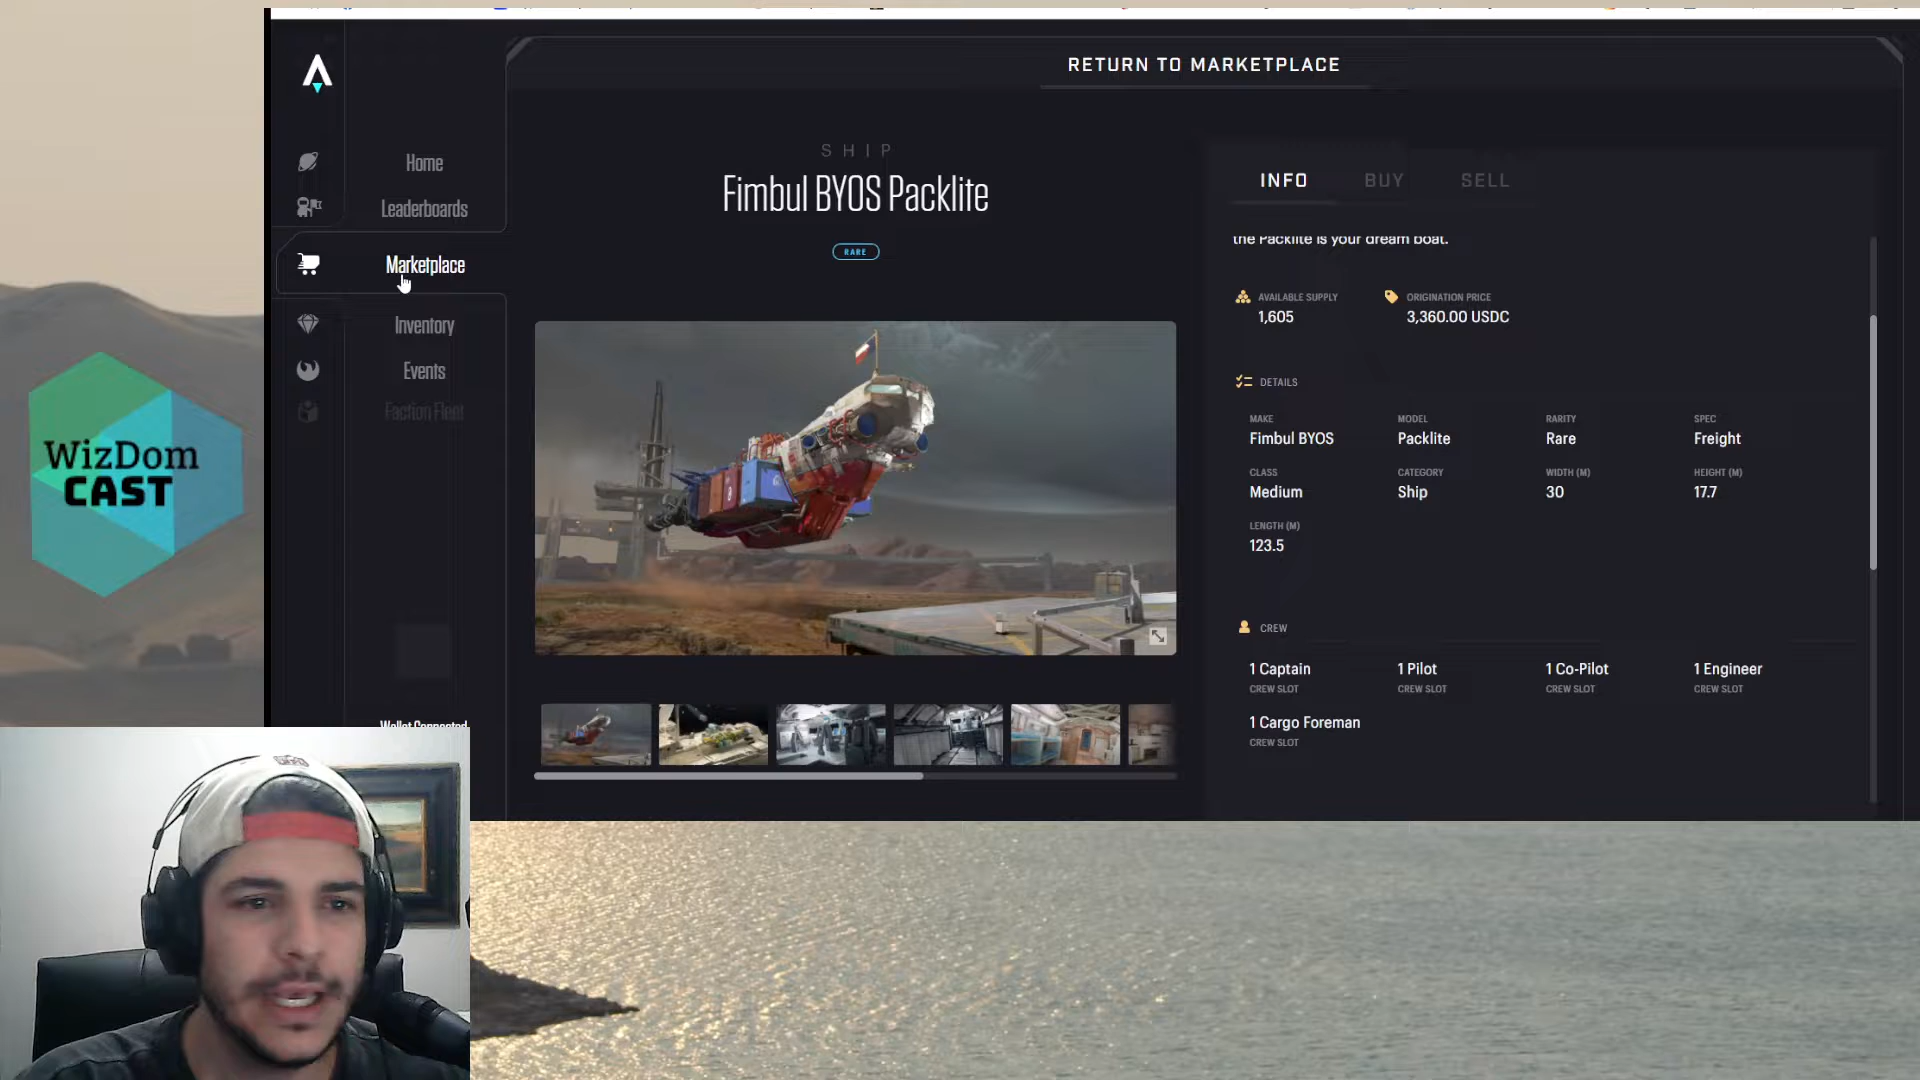 RETURN TO MARKETPLACE
Home
Leaderboards
Marketplace
Inventory
Events
Faction Fleet
Wallet Connected
SHIP
Fimbul BYOS Packlite
RARE
INFO
BUY
SELL
the Packlite is your dream boat.
AVAILABLE SUPPLY
1,605
ORIGINATION PRICE
3,360.00 USDC
DETAILS
MAKE
Fimbul BYOS
MODEL
Packlite
RARITY
Rare
SPEC
Freight
CLASS
Medium
CATEGORY
Ship
WIDTH (M)
30
HEIGHT (M)
17.7
LENGTH (M)
123.5
CREW
1 Captain
CREW SLOT
1 Pilot
CREW SLOT
1 Co-Pilot
CREW SLOT
1 Engineer
CREW SLOT
1 Cargo Foreman
CREW SLOT
WizDom
CAST